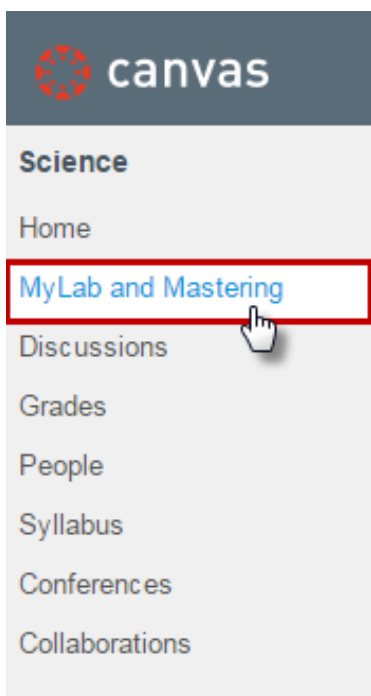 canvas
Science
Home
MyLab and Mastering
Discussions
Grades
People
Syllabus
Conferences
Collaborations